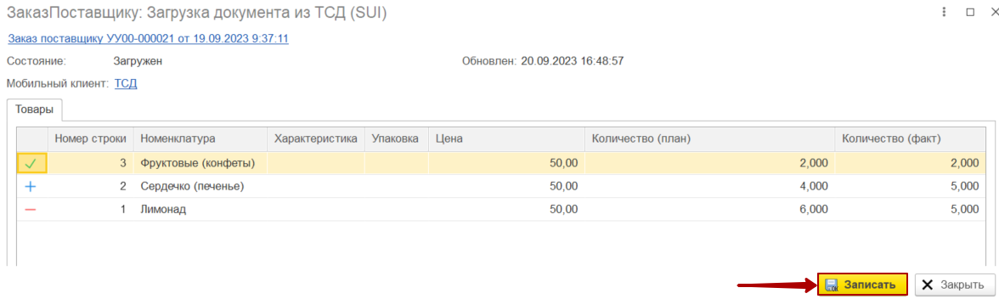 ЗаказПоставщику: Загрузка документа из ТСД (SUI)
Заказ поставщику УУ00-000021 от 19.09.2023 9:37:11
Состояние: Загружен Обновлен: 20.09.2023 16:48:57
Мобильный клиент: ТСД
Товары
Номер строки Номенклатура Характеристика Упаковка Цена Количество (план) Количество (факт)
3 Фруктовые (конфеты) 50,00 2,000 2,000
2 Сердечко (печенье) 50,00 4,000 5,000
1 Лимонад 50,00 6,000 5,000
Записать Закрыть